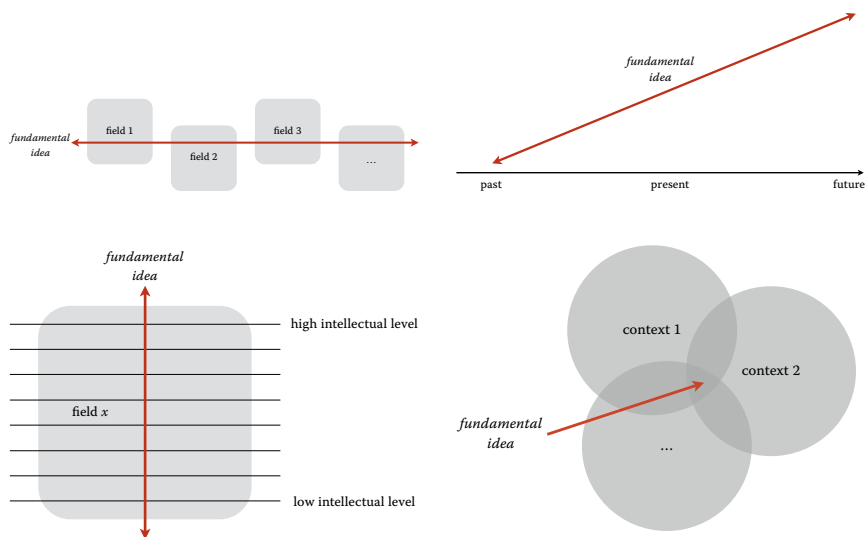 fundamental
idea
field 1
field 2
field 3
...
fundamental
idea
past
present
future
fundamental
idea
high intellectual level
field x
low intellectual level
context 1
context 2
fundamental
idea
...